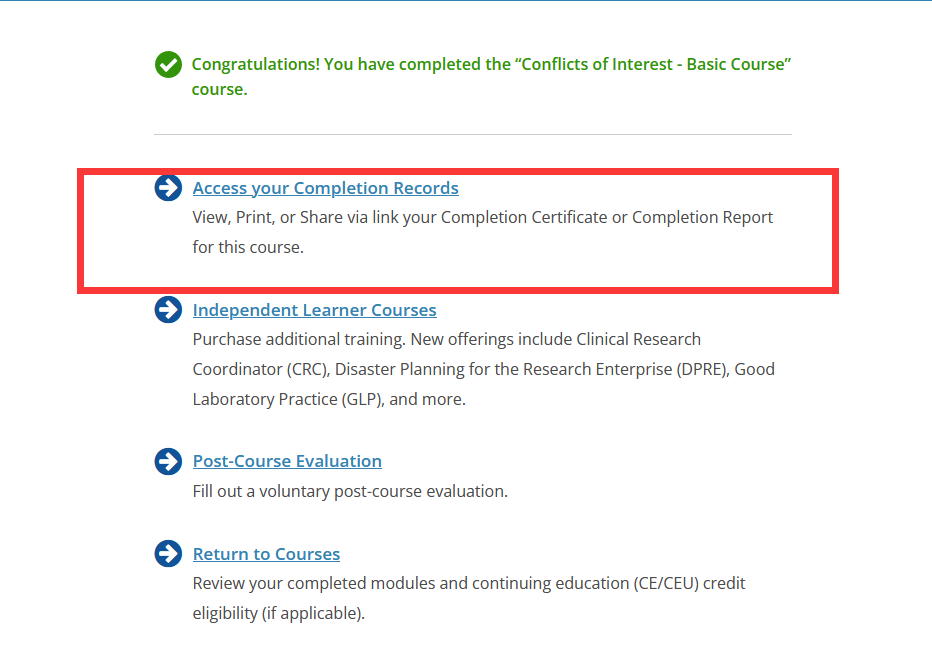 Congratulations! You have completed the “Conflicts of Interest - Basic Course”
course.
Access your Completion Records
View, Print, or Share via link your Completion Certificate or Completion Report
for this course.
Independent Learner Courses
Purchase additional training. New offerings include Clinical Research
Coordinator (CRC), Disaster Planning for the Research Enterprise (DPRE), Good
Laboratory Practice (GLP), and more.
Post-Course Evaluation
Fill out a voluntary post-course evaluation.
Return to Courses
Review your completed modules and continuing education (CE/CEU) credit
eligibility (if applicable).